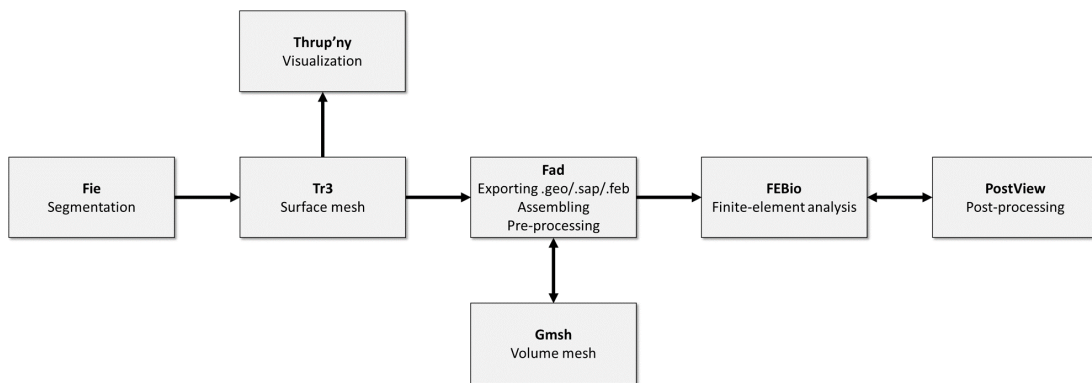 Thrup'ny
Visualization
Fie
Segmentation
Tr3
Surface mesh
Fad
Exporting .geo/.sap/.feb
Assembling
Pre-processing
FEBio
Finite-element analysis
PostView
Post-processing
Gmsh
Volume mesh